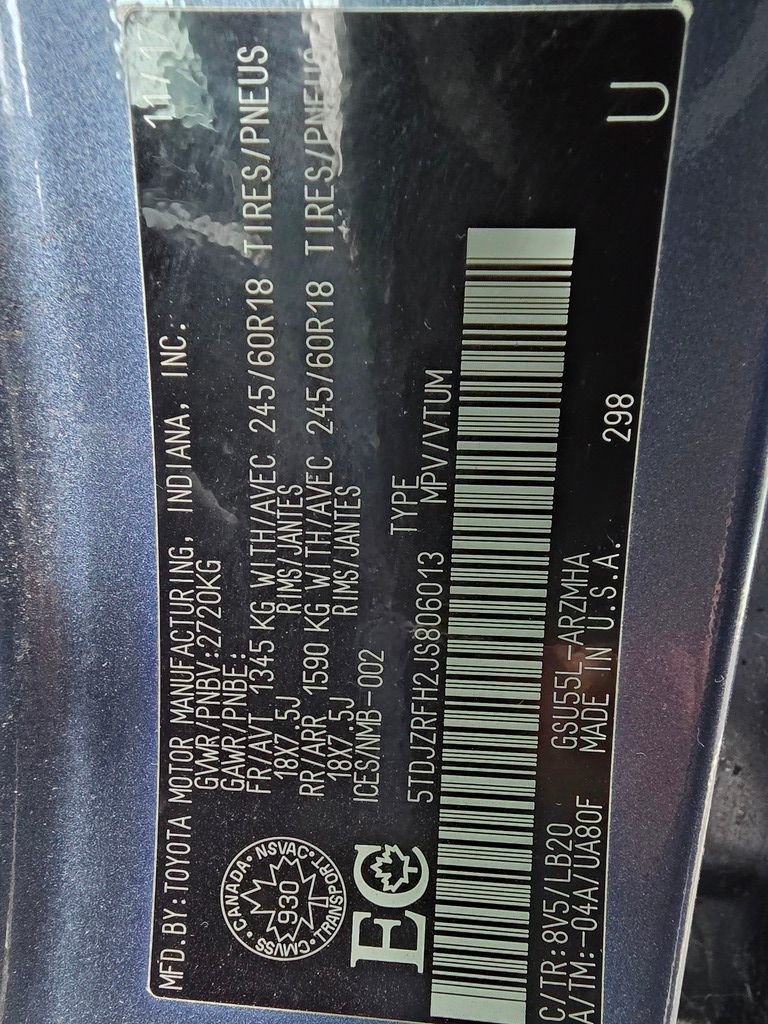 MFD.BY:TOYOTA MOTOR MANUFACTURING, INDIANA, INC. 11/17
GVWR/PNBV:2720KG
GAWR/PNBE:
FR/AVT 1345 KG WITH/AVEC 245/60R18 TIRES/PNEUS
18X7.5J RIMS/JANTES
RR/ARR 1590 KG WITH/AVEC 245/60R18 TIRES/PNEUS
18X7.5J RIMS/JANTES
ICES/NMB-002
CANADA • NSVAC • TRANSPORT • CMVSS
930
EC
TYPE
5TDJZRFH2JS806013 MPV/VTUM
C/TR:8V5/LB20 GSU55L-ARZMHA
A/TM:-04A/UA80F MADE IN U.S.A. 298
U